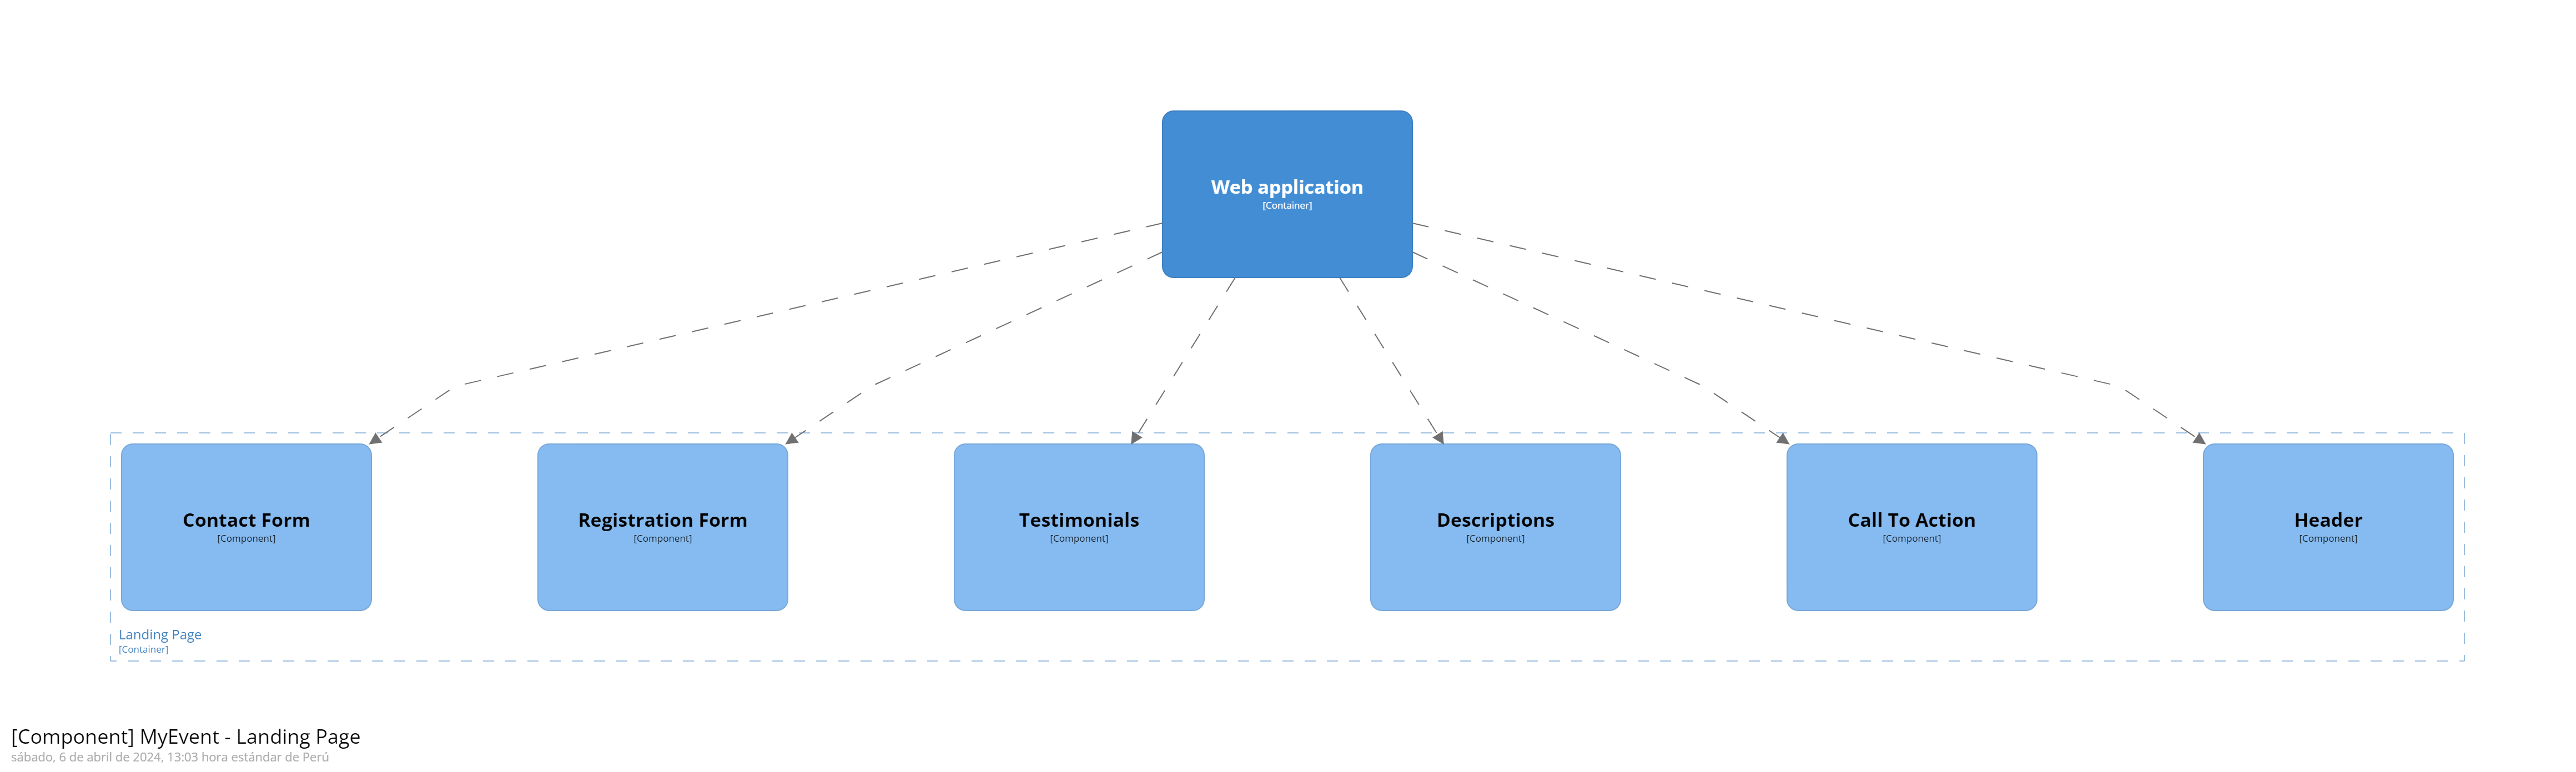 Web application
[Container]
Contact Form
[Component]
Registration Form
[Component]
Testimonials
[Component]
Descriptions
[Component]
Call To Action
[Component]
Header
[Component]
Landing Page
[Container]
[Component] MyEvent - Landing Page
sábado, 6 de abril de 2024, 13:03 hora estándar de Perú